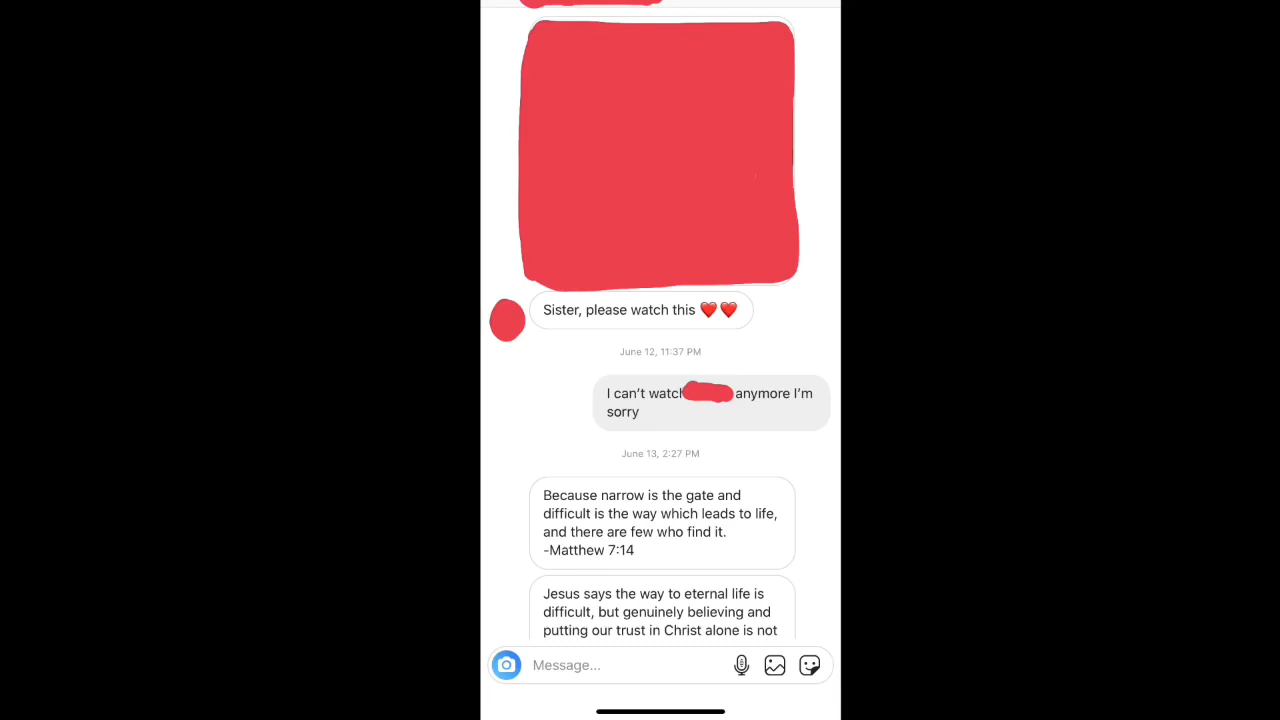 Sister, please watch this ❤️❤️
June 12, 11:37 PM
I can't watch anymore I'm
sorry
June 13, 2:27 PM
Because narrow is the gate and
difficult is the way which leads to life,
and there are few who find it.
-Matthew 7:14
Jesus says the way to eternal life is
difficult, but genuinely believing and
putting our trust in Christ alone is not
Message...